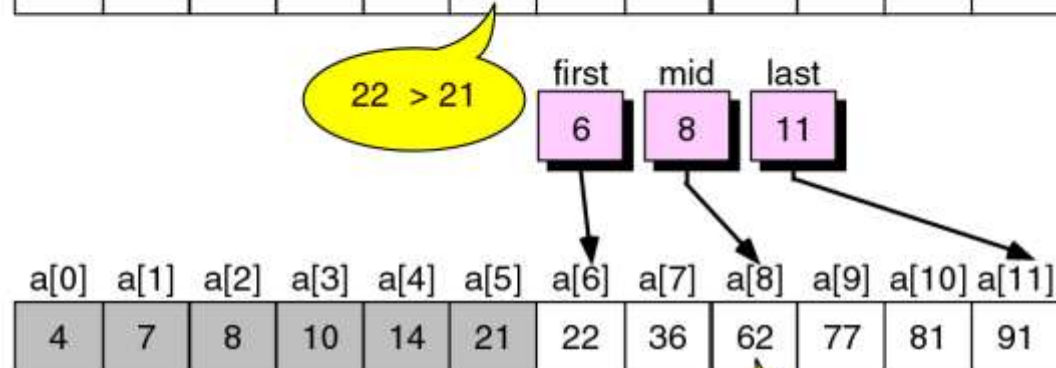 22 > 21
first mid last
6 8 11
a[0] a[1] a[2] a[3] a[4] a[5] a[6] a[7] a[8] a[9] a[10] a[11]
4 7 8 10 14 21 22 36 62 77 81 91